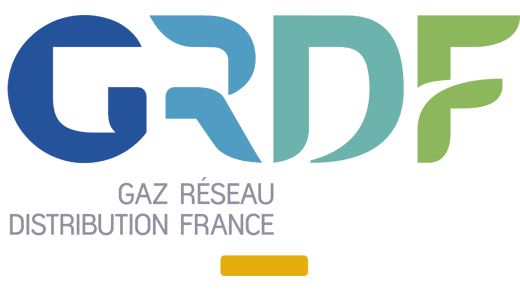 GRDF
GAZ RÉSEAU
DISTRIBUTION FRANCE